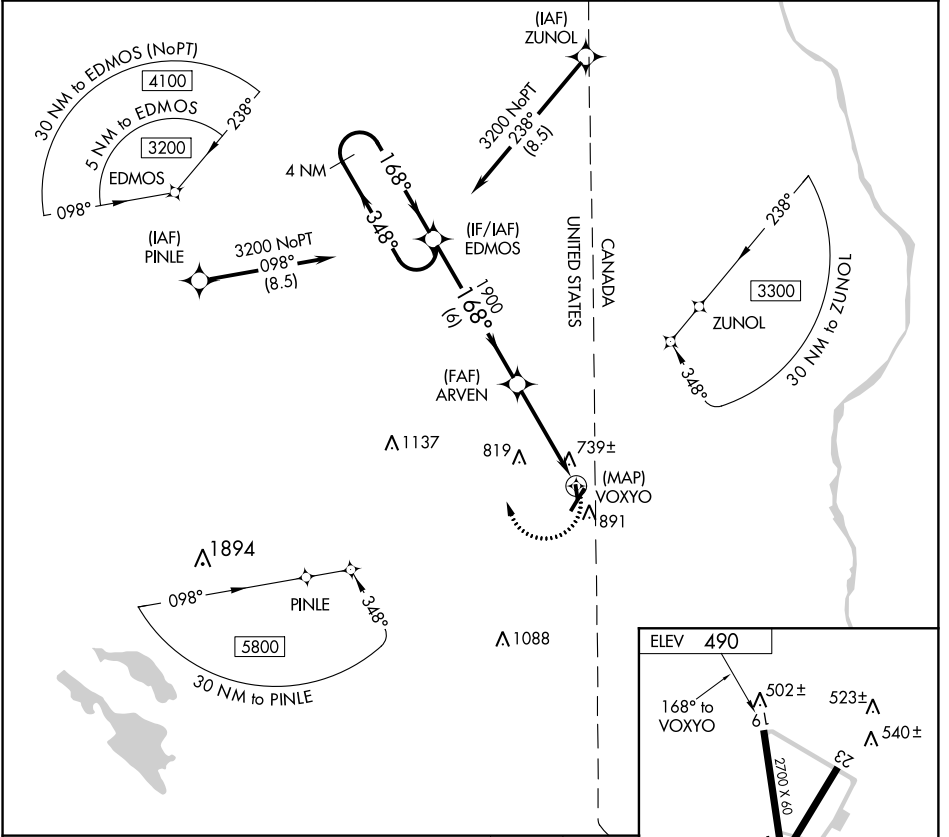 30 NM to EDMOS (NoPT)
4100
5 NM to EDMOS
3200
238°
EDMOS
098°
(IAF)
ZUNOL
3200 NoPT
238°
(8.5)
4 NM
168°
348°
(IF/IAF)
EDMOS
(IAF)
PINLE
3200 NoPT
098°
(8.5)
1900
168°
(6)
CANADA
UNITED STATES
238°
3300
ZUNOL
30 NM to ZUNOL
348°
(FAF)
ARVEN
1137
819
739±
(MAP)
VOXYO
891
1894
098°
PINLE
348°
5800
30 NM to PINLE
1088
ELEV 490
168° to
VOXYO
502±
523±
540±
19
23
2700 X 60